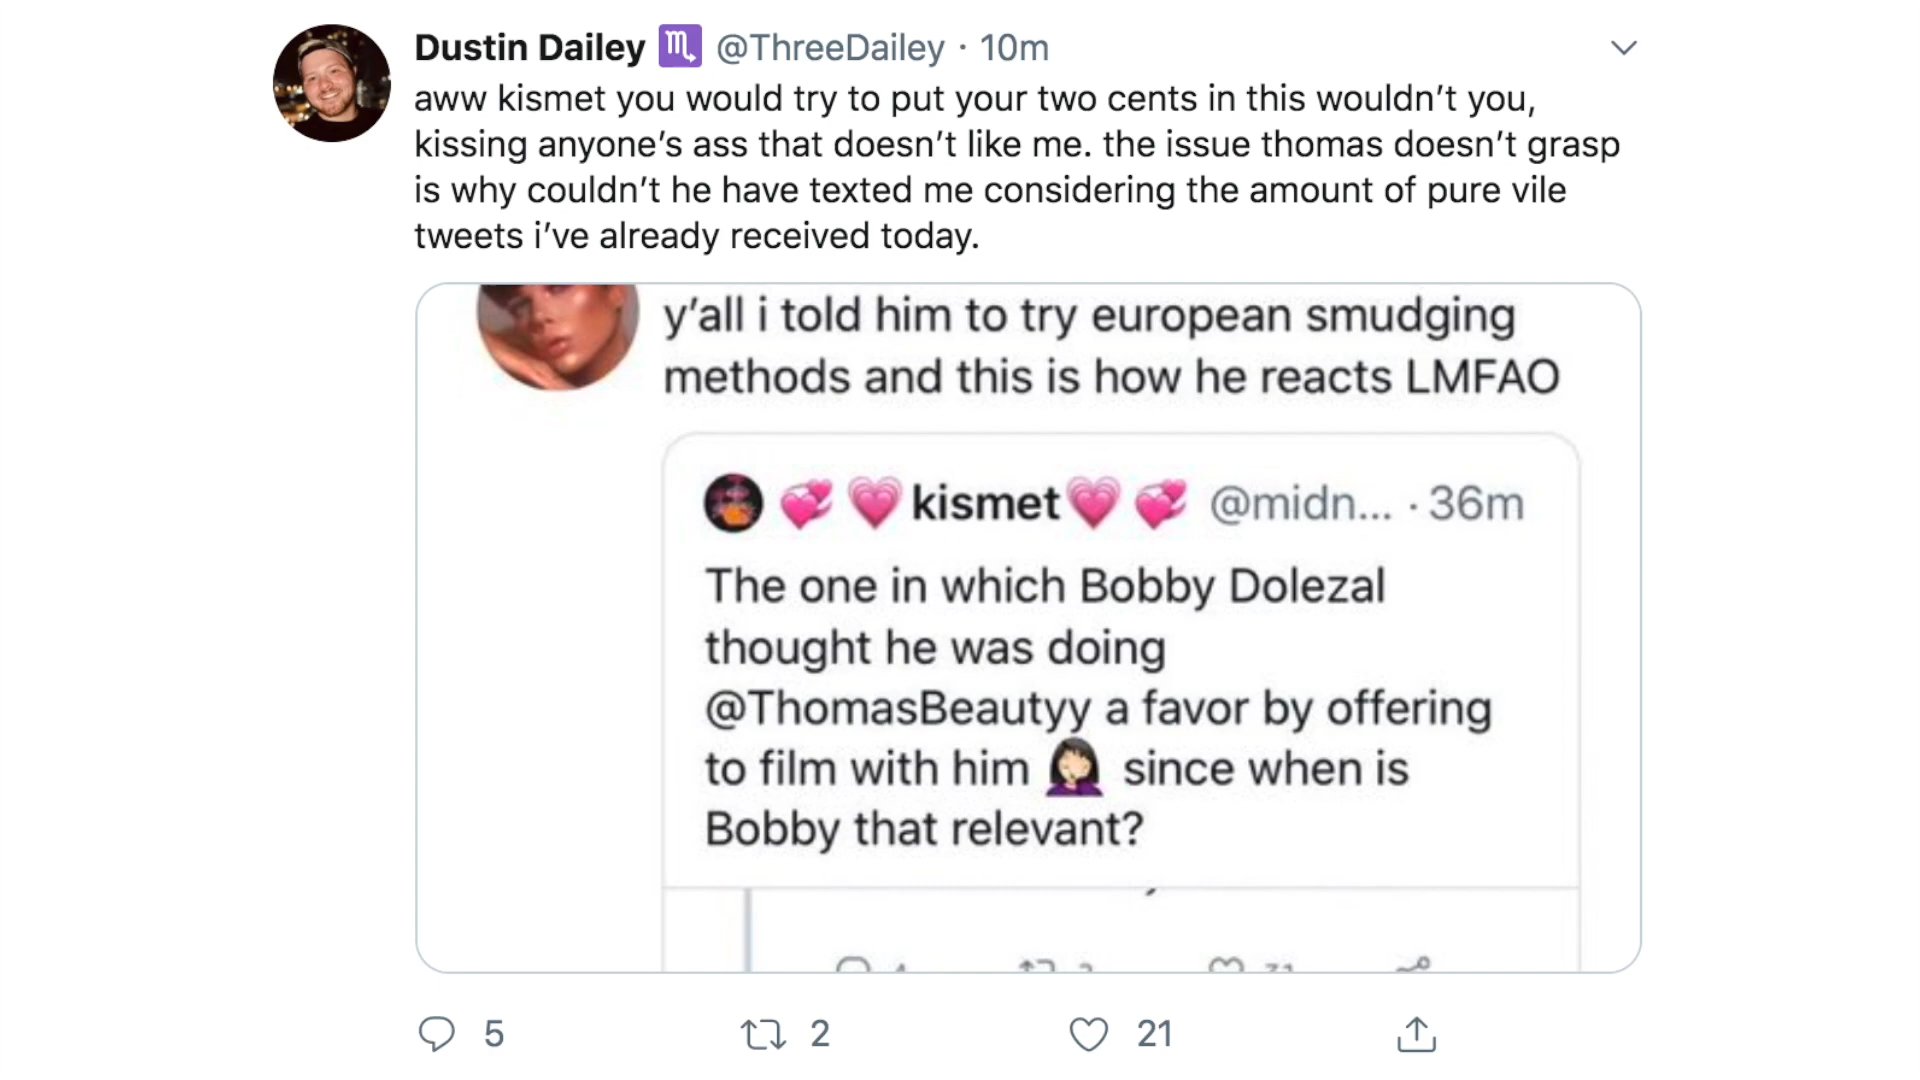 Dustin Dailey ♏ @ThreeDailey · 10m
aww kismet you would try to put your two cents in this wouldn’t you,
kissing anyone’s ass that doesn’t like me. the issue thomas doesn’t grasp
is why couldn’t he have texted me considering the amount of pure vile
tweets i’ve already received today.
y’all i told him to try european smudging
methods and this is how he reacts LMFAO
💞💗kismet💗💞 @midn... · 36m
The one in which Bobby Dolezal
thought he was doing
@ThomasBeautyy a favor by offering
to film with him 🤦🏻‍♀️ since when is
Bobby that relevant?
5 2 21